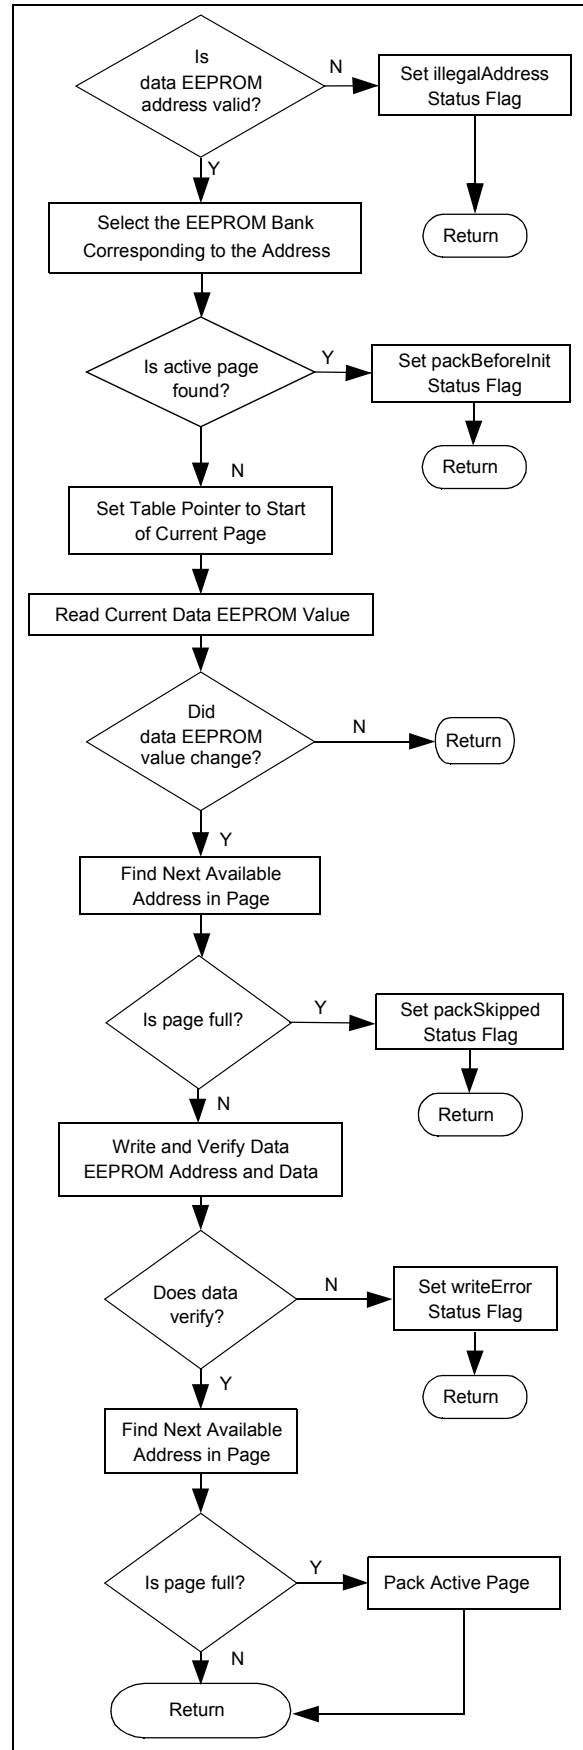 Is
data EEPROM
address valid?
N
Set illegalAddress
Status Flag
Return
Y
Select the EEPROM Bank
Corresponding to the Address
Is active page
found?
Y
Set packBeforeInit
Status Flag
Return
N
Set Table Pointer to Start
of Current Page
Read Current Data EEPROM Value
Did
data EEPROM
value change?
N
Return
Y
Find Next Available
Address in Page
Is page full?
Y
Set packSkipped
Status Flag
Return
N
Write and Verify Data
EEPROM Address and Data
Does data
verify?
N
Set writeError
Status Flag
Return
Y
Find Next Available
Address in Page
Is page full?
Y
Pack Active Page
N
Return